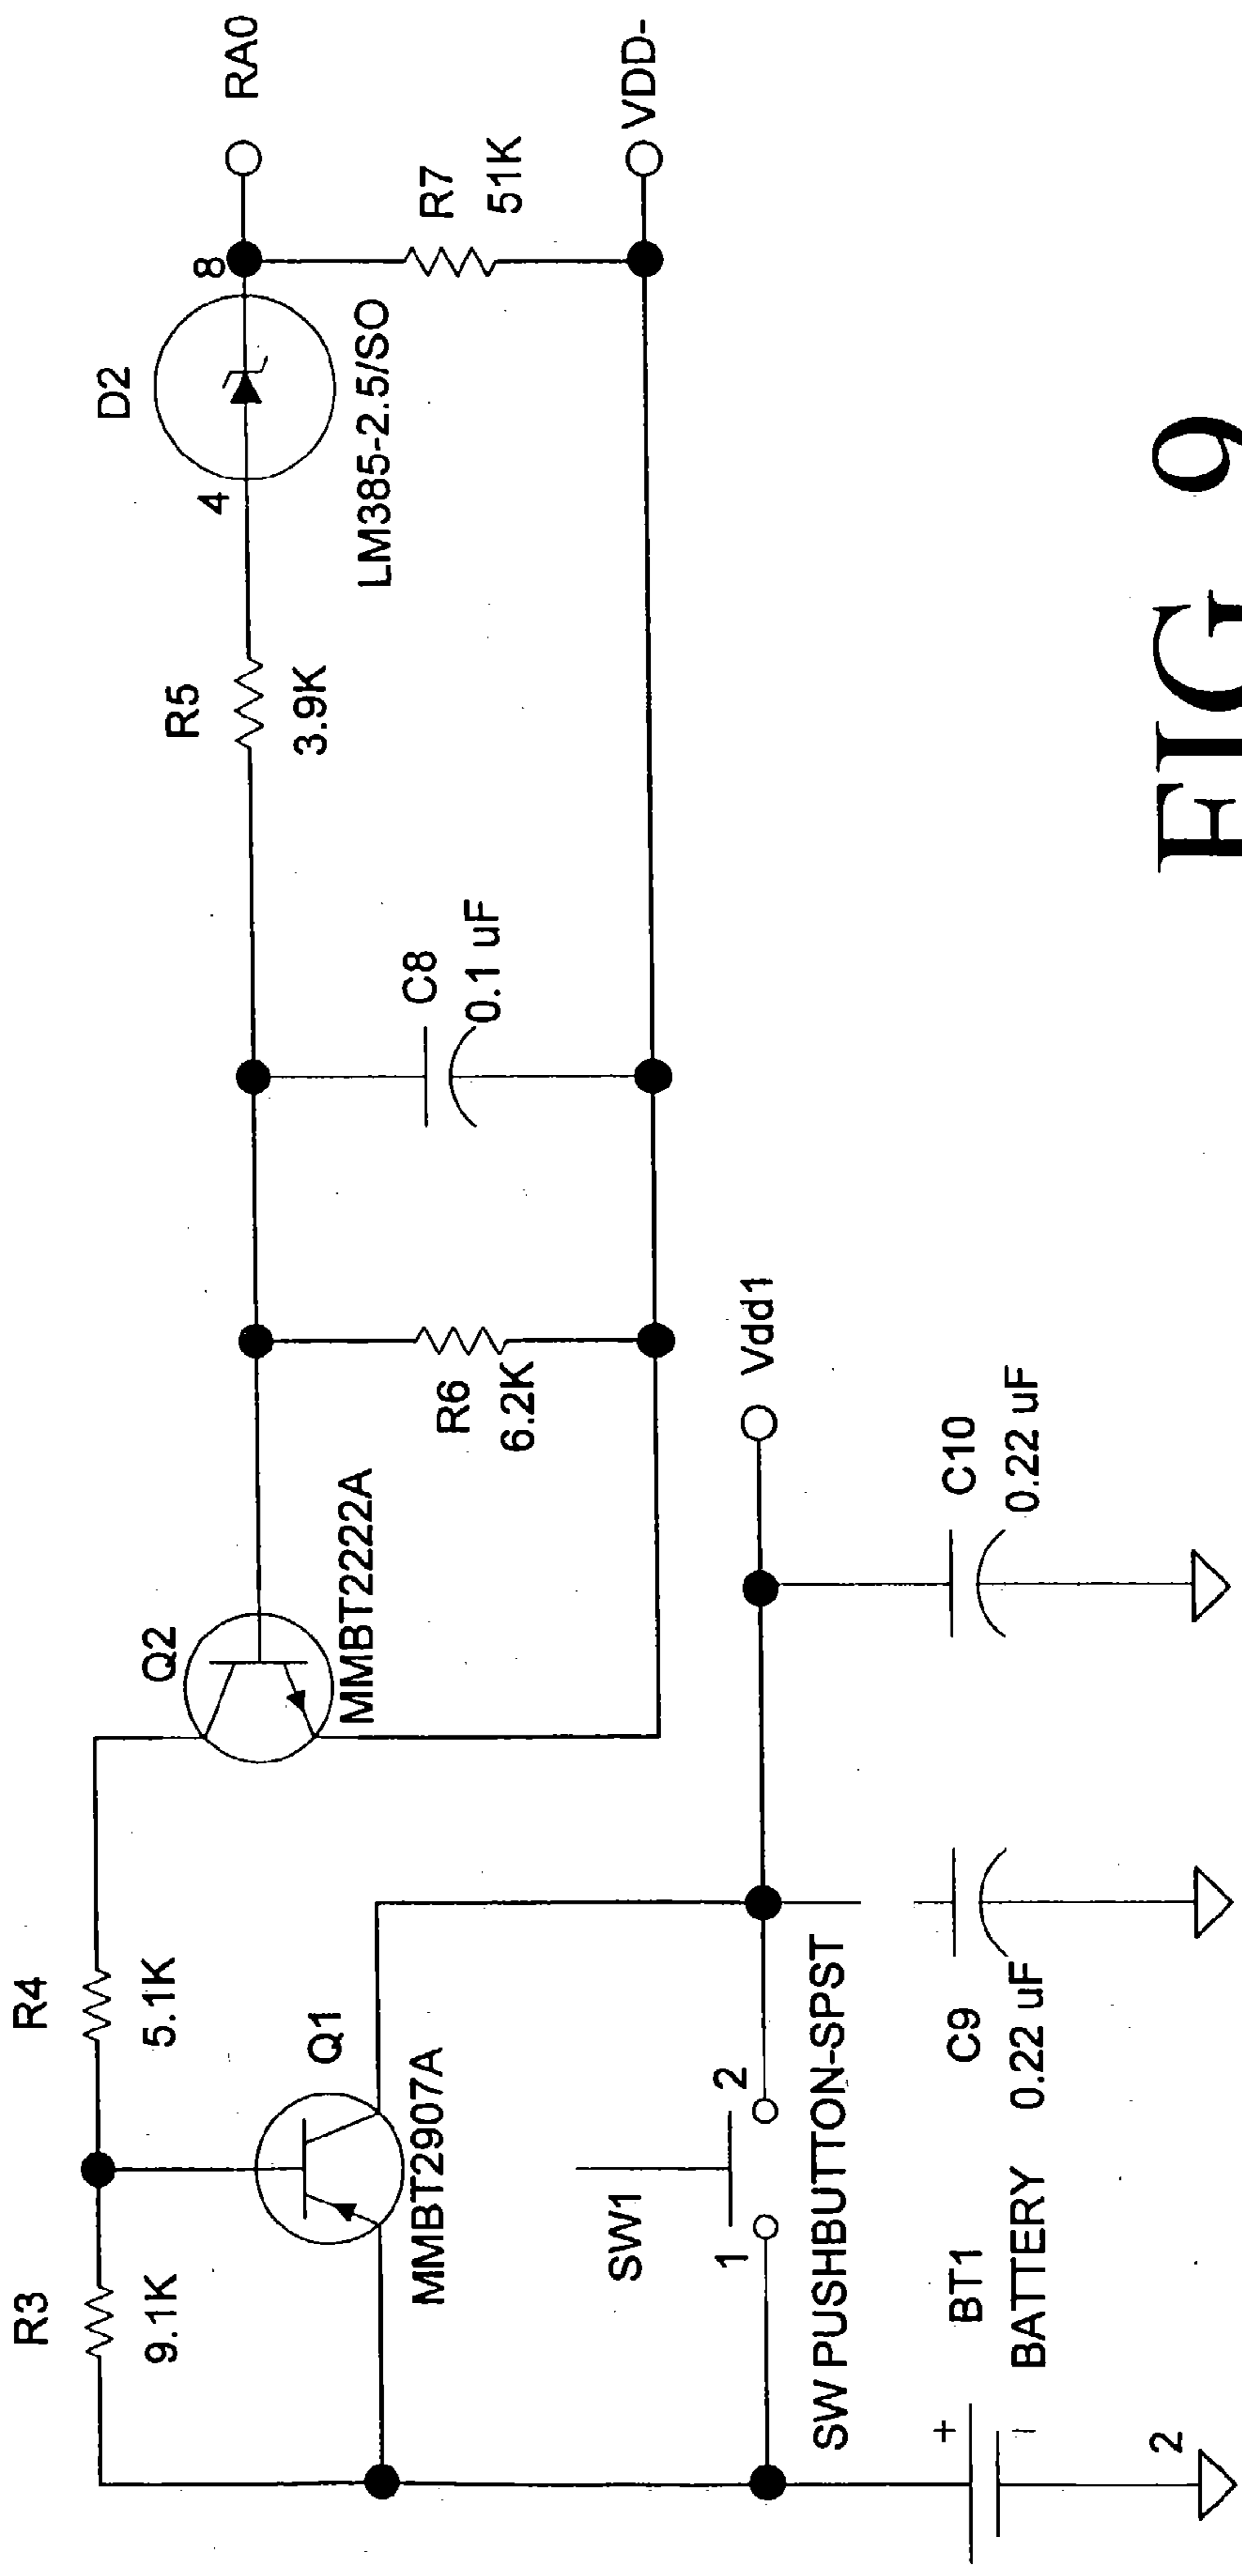 R3
9.1K
R4
5.1K
Q1
MMBT2907A
Q2
MMBT2222A
R6
6.2K
C8
0.1 uF
R5
3.9K
D2
4
8
LM385-2.5/SO
R7
51K
RA0
VDD-
SW1
1
2
SW PUSHBUTTON-SPST
Vdd1
BT1
BATTERY
+
-
2
C9
0.22 uF
C10
0.22 uF
FIG 9